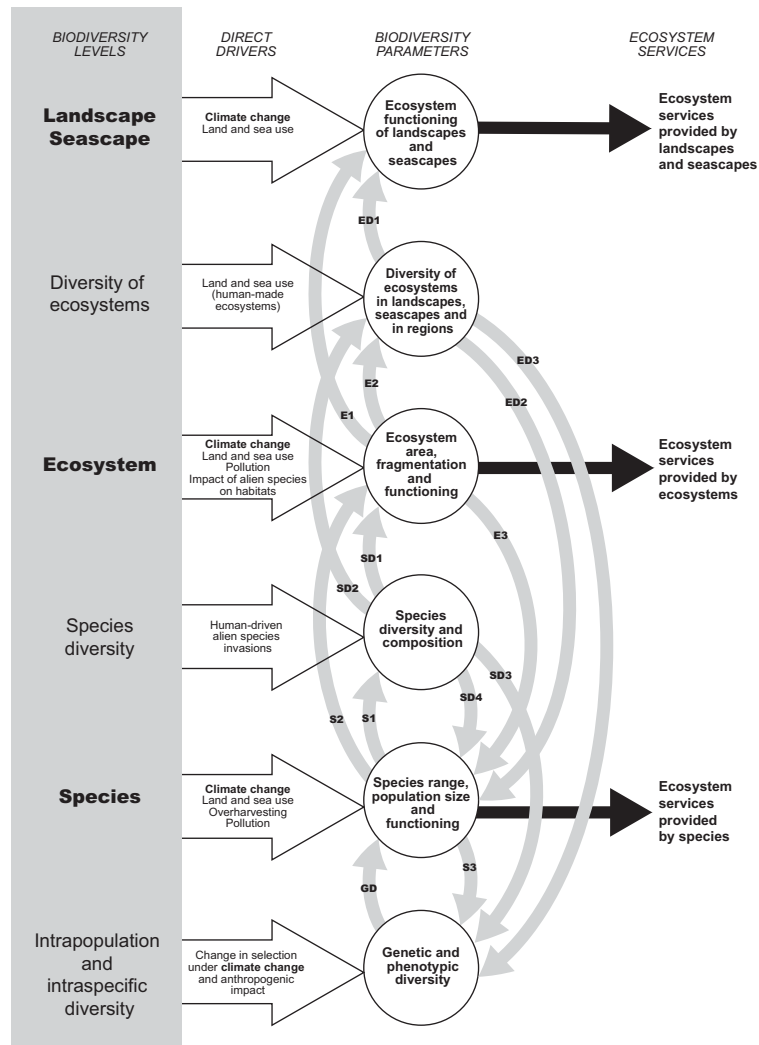 BIODIVERSITY
LEVELS
DIRECT
DRIVERS
BIODIVERSITY
PARAMETERS
ECOSYSTEM
SERVICES
Landscape
Seascape
Climate change
Land and sea use
Ecosystem
functioning
of landscapes
and
seascapes
Ecosystem
services
provided by
landscapes
and seascapes
ED1
Diversity of
ecosystems
Land and sea use
(human-made
ecosystems)
Diversity of
ecosystems
in landscapes,
seascapes and
in regions
ED3
E2
ED2
E1
Ecosystem
Climate change
Land and sea use
Pollution
Impact of alien species
on habitats
Ecosystem
area,
fragmentation
and
functioning
Ecosystem
services
provided by
ecosystems
E3
SD1
SD2
Species
diversity
Human-driven
alien species
invasions
Species
diversity and
composition
SD3
SD4
S2
S1
Species
Climate change
Land and sea use
Overharvesting
Pollution
Species range,
population size
and
functioning
Ecosystem
services
provided
by species
S3
GD
Intrapopulation
and
intraspecific
diversity
Change in selection
under climate change
and anthropogenic
impact
Genetic and
phenotypic
diversity